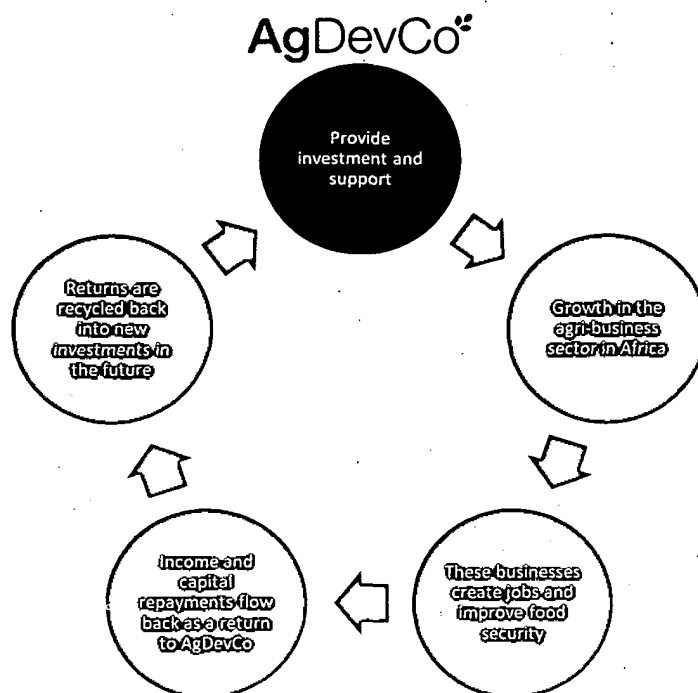 AgDevCo
Provide
investment and
support
Growth in the
agri-business
sector in Africa
These businesses
create jobs and
improve food
security
Income and
capital
repayments flow
back as a return
to AgDevCo
Returns are
recycled back
into new
investments in
the future